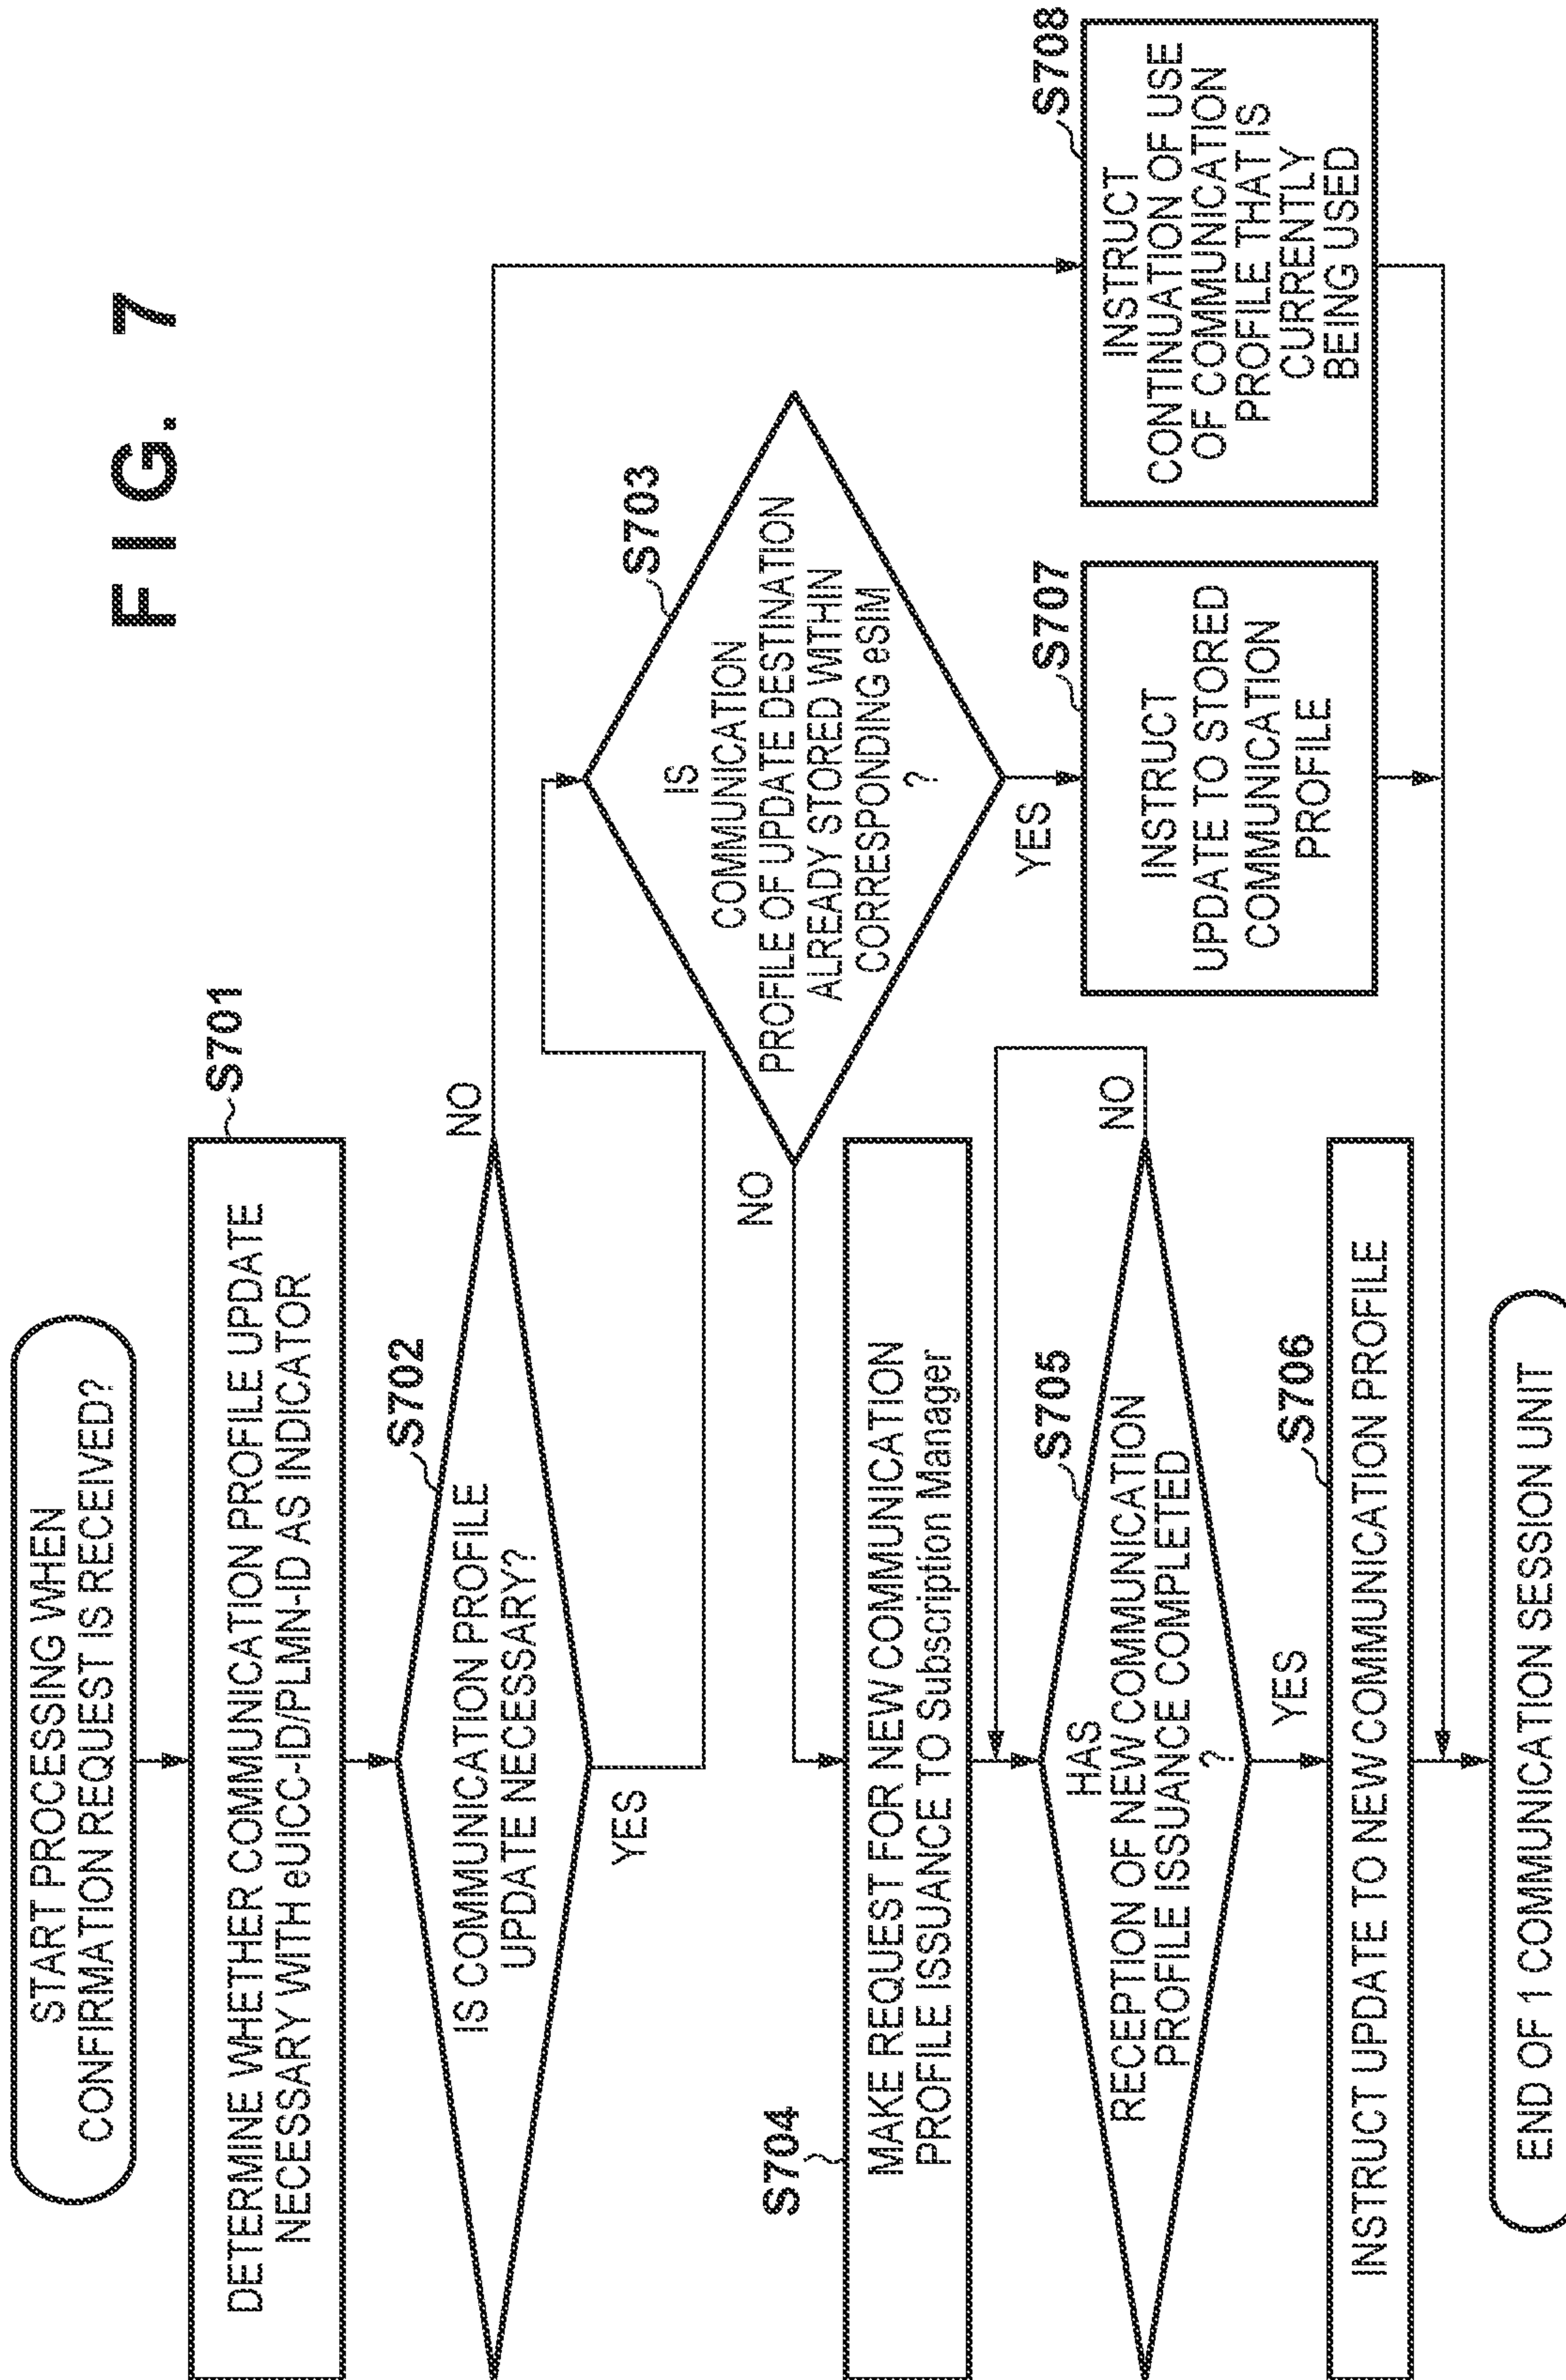 FIG. 7
START PROCESSING WHEN
CONFIRMATION REQUEST IS RECEIVED?
S701
DETERMINE WHETHER COMMUNICATION PROFILE UPDATE
NECESSARY WITH eUICC-ID/PLMN-ID AS INDICATOR
S702
IS COMMUNICATION PROFILE
UPDATE NECESSARY?
NO
YES
S703
IS
COMMUNICATION
PROFILE OF UPDATE DESTINATION
ALREADY STORED WITHIN
CORRESPONDING eSIM
?
NO
YES
S704
MAKE REQUEST FOR NEW COMMUNICATION
PROFILE ISSUANCE TO Subscription Manager
S705
HAS
RECEPTION OF NEW COMMUNICATION
PROFILE ISSUANCE COMPLETED
?
NO
YES
S706
INSTRUCT UPDATE TO NEW COMMUNICATION PROFILE
S707
INSTRUCT
UPDATE TO STORED
COMMUNICATION
PROFILE
S708
INSTRUCT
CONTINUATION OF USE
OF COMMUNICATION
PROFILE THAT IS
CURRENTLY
BEING USED
END OF 1 COMMUNICATION SESSION UNIT